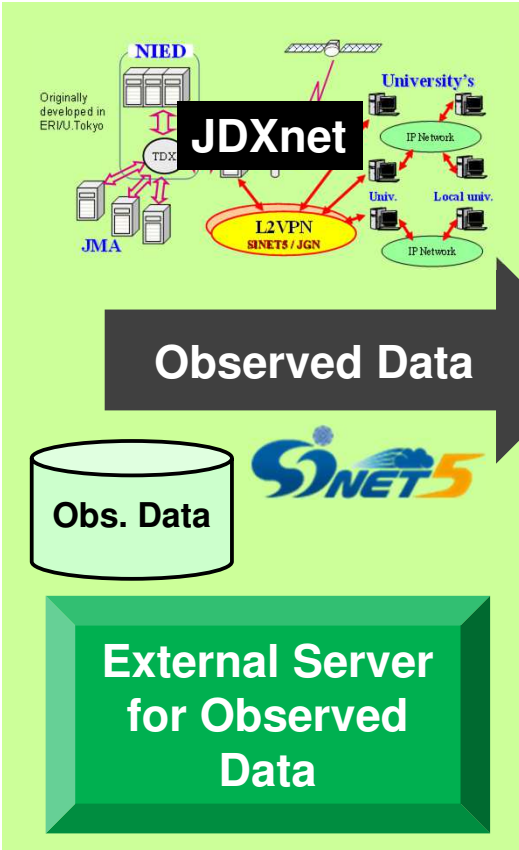 NIED
Originally
developed in
ERI/U.Tokyo
University's
JDXnet
IP Network
TDX
Univ.
Local univ.
L2VPN
SINET5 / JGN
JMA
IP Network
Observed Data
SINET5
Obs. Data
External Server
for Observed
Data